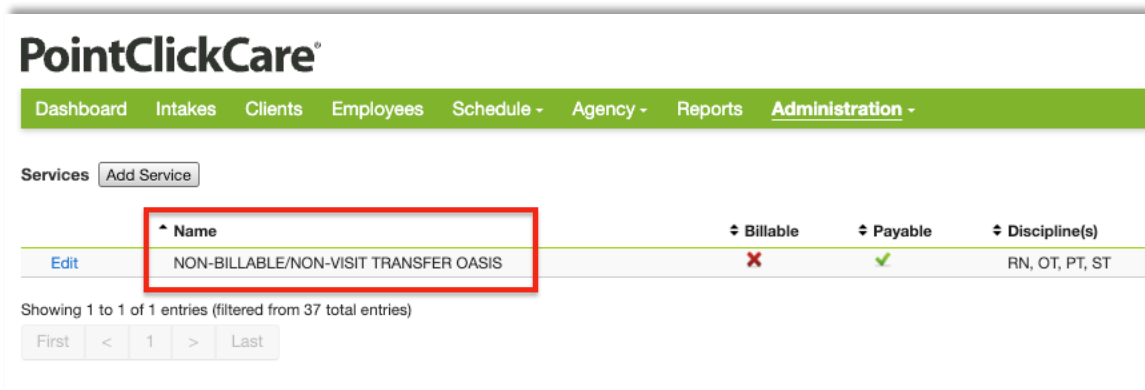 PointClickCare®
Dashboard Intakes Clients Employees Schedule Agency Reports Administration
Services Add Service
Name Billable Payable Discipline(s)
Edit NON-BILLABLE/NON-VISIT TRANSFER OASIS RN, OT, PT, ST
Showing 1 to 1 of 1 entries (filtered from 37 total entries)
First < 1 > Last